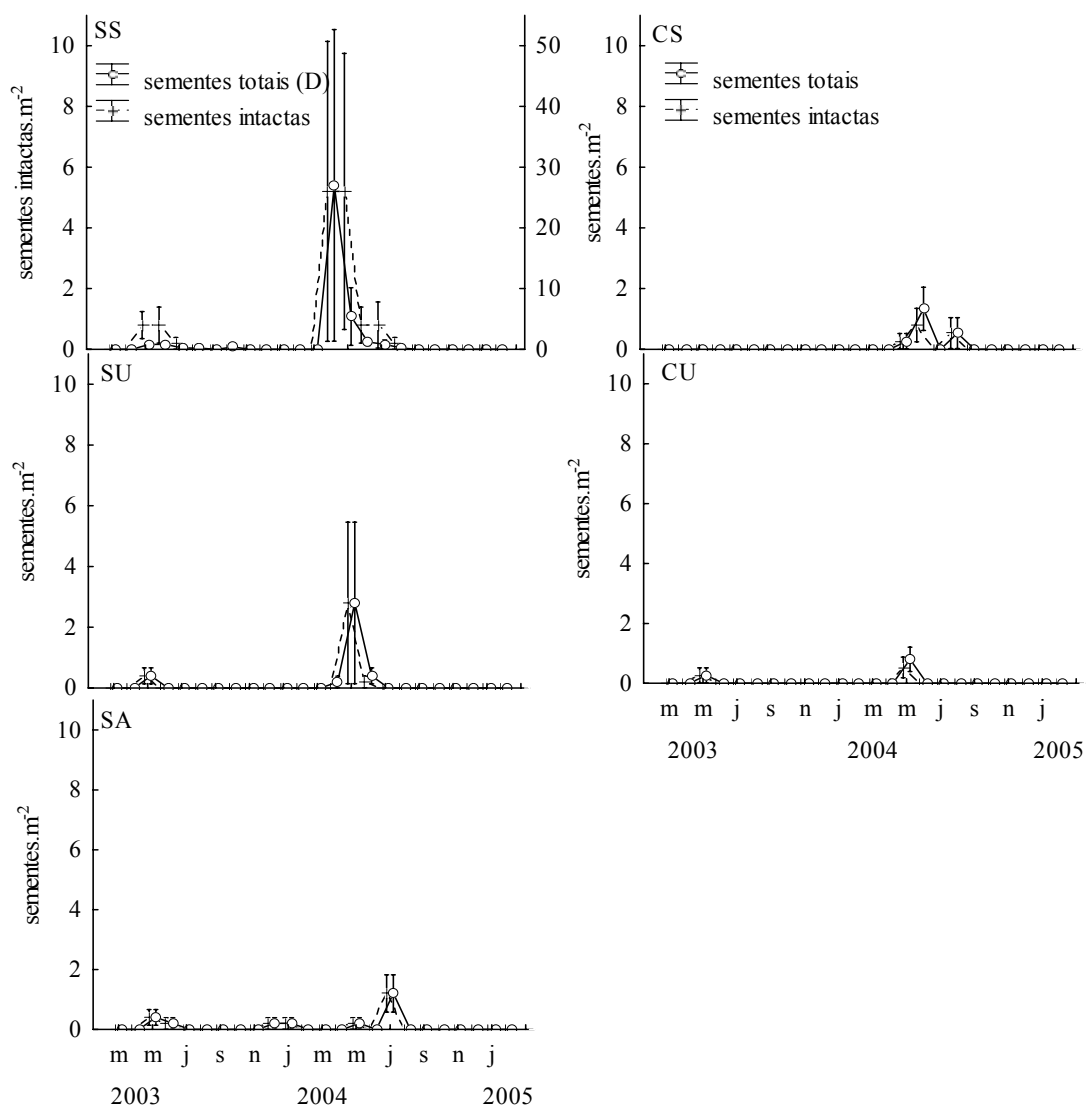 SS
sementes totais (D)
sementes intactas
sementes intactas.m-2
10
8
6
4
2
0
50
40
30
20
10
0
CS
sementes totais
sementes intactas
sementes.m-2
10
8
6
4
2
0
SU
sementes.m-2
10
8
6
4
2
0
CU
sementes.m-2
10
8
6
4
2
0
m m j s n j m m j s n j
2003 2004 2005
SA
sementes.m-2
10
8
6
4
2
0
m m j s n j m m j s n j
2003 2004 2005